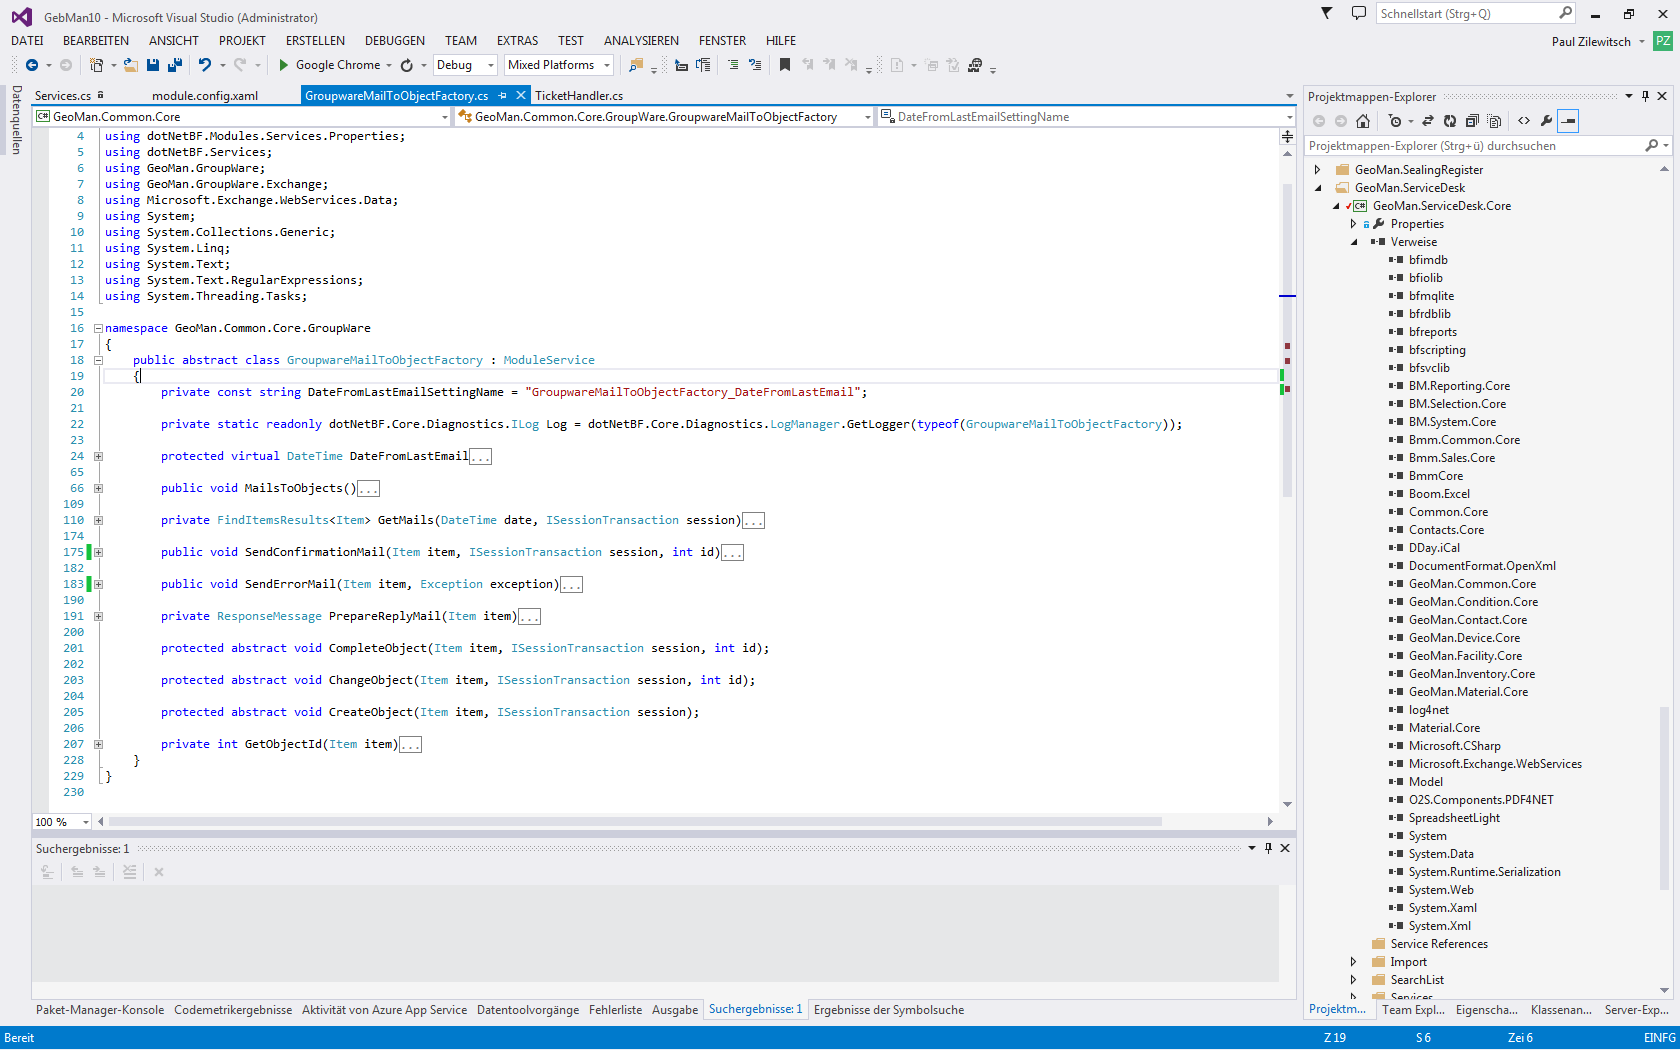 GebMan10 - Microsoft Visual Studio (Administrator)
Schnellstart (Strg+Q)
DATEI BEARBEITEN ANSICHT PROJEKT ERSTELLEN DEBUGGEN TEAM EXTRAS TEST ANALYSIEREN FENSTER HILFE
Paul Zilewitsch PZ
Google Chrome Debug Mixed Platforms
Datenquellen
Services.cs module.config.xaml GroupwareMailToObjectFactory.cs TicketHandler.cs
C# GeoMan.Common.Core GeoMan.Common.Core.GroupWare.GroupwareMailToObjectFactory DateFromLastEmailSettingName
4 using dotNetBF.Modules.Services.Properties;
5 using dotNetBF.Services;
6 using GeoMan.GroupWare;
7 using GeoMan.GroupWare.Exchange;
8 using Microsoft.Exchange.WebServices.Data;
9 using System;
10 using System.Collections.Generic;
11 using System.Linq;
12 using System.Text;
13 using System.Text.RegularExpressions;
14 using System.Threading.Tasks;
15
16 namespace GeoMan.Common.Core.GroupWare
17 {
18 public abstract class GroupwareMailToObjectFactory : ModuleService
19 {
20 private const string DateFromLastEmailSettingName = "GroupwareMailToObjectFactory_DateFromLastEmail";
21
22 private static readonly dotNetBF.Core.Diagnostics.ILog Log = dotNetBF.Core.Diagnostics.LogManager.GetLogger(typeof(GroupwareMailToObjectFactory));
23
24 protected virtual DateTime DateFromLastEmail...
65
66 public void MailsToObjects()...
109
110 private FindItemsResults<Item> GetMails(DateTime date, ISessionTransaction session)...
174
175 public void SendConfirmationMail(Item item, ISessionTransaction session, int id)...
182
183 public void SendErrorMail(Item item, Exception exception)...
190
191 private ResponseMessage PrepareReplyMail(Item item)...
200
201 protected abstract void CompleteObject(Item item, ISessionTransaction session, int id);
202
203 protected abstract void ChangeObject(Item item, ISessionTransaction session, int id);
204
205 protected abstract void CreateObject(Item item, ISessionTransaction session);
206
207 private int GetObjectId(Item item)...
228 }
229 }
230
100 %
Suchergebnisse: 1
Paket-Manager-Konsole Codemetrikergebnisse Aktivität von Azure App Service Datentoolvorgänge Fehlerliste Ausgabe Suchergebnisse: 1 Ergebnisse der Symbolsuche
Projektmappen-Explorer
Projektmappen-Explorer (Strg+ü) durchsuchen
GeoMan.SealingRegister
GeoMan.ServiceDesk
C# GeoMan.ServiceDesk.Core
Properties
Verweise
bfimdb
bfiolib
bfmqlite
bfrdblib
bfreports
bfscripting
bfsvclib
BM.Reporting.Core
BM.Selection.Core
BM.System.Core
Bmm.Common.Core
Bmm.Sales.Core
BmmCore
Boom.Excel
Common.Core
Contacts.Core
DDay.iCal
DocumentFormat.OpenXml
GeoMan.Common.Core
GeoMan.Condition.Core
GeoMan.Contact.Core
GeoMan.Device.Core
GeoMan.Facility.Core
GeoMan.Inventory.Core
GeoMan.Material.Core
log4net
Material.Core
Microsoft.CSharp
Microsoft.Exchange.WebServices
Model
O2S.Components.PDF4NET
SpreadsheetLight
System
System.Data
System.Runtime.Serialization
System.Web
System.Xaml
System.Xml
Service References
Import
SearchList
Services
Projektm... Team Expl... Eigenscha... Klassenan... Server-Exp...
Bereit Z 19 S 6 Zei 6 EINFG